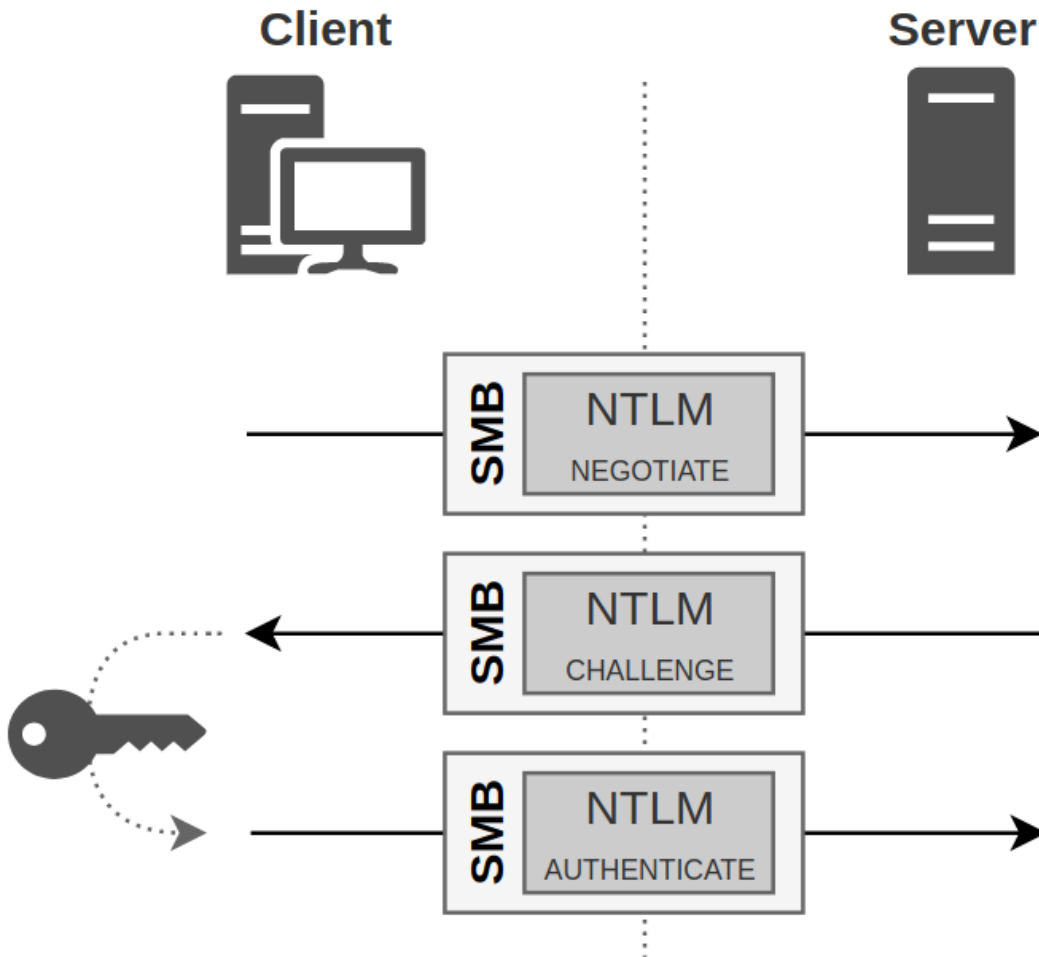 Client
Server
SMB
NTLM
NEGOTIATE
SMB
NTLM
CHALLENGE
SMB
NTLM
AUTHENTICATE